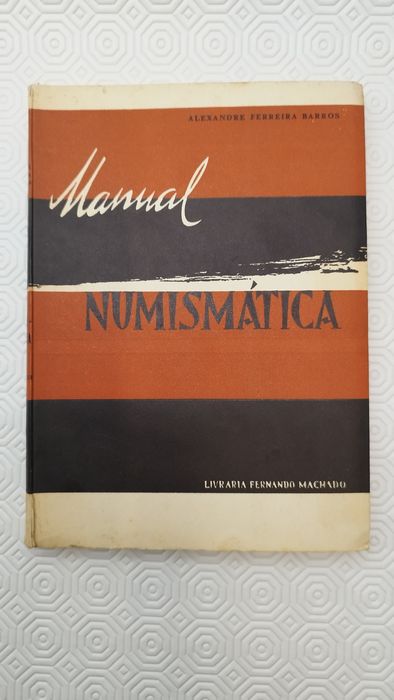 ALEXANDRE FERREIRA BARROS
Manual
NUMISMÁTICA
LIVRARIA FERNANDO MACHADO